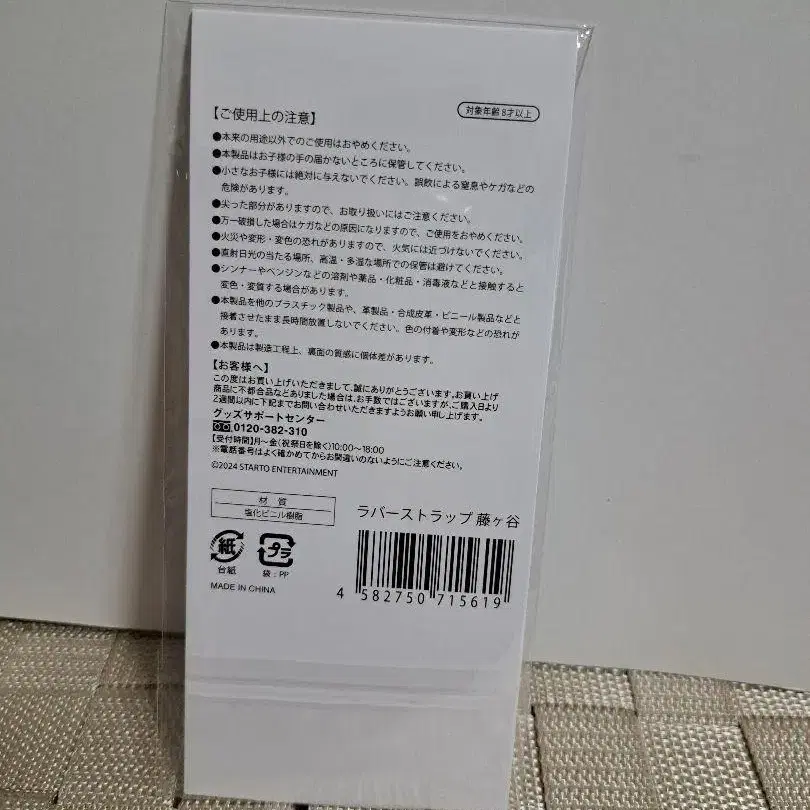 【ご使用上の注意】
対象年齢8才以上
●本来の用途以外でのご使用はおやめください。
●本製品はお子様の手の届かないところに保管してください。
●小さなお子様には絶対に与えないでください。誤飲による窒息やケガなどの
危険があります。
●尖った部分がありますので、お取り扱いにはご注意ください。
●万一破損した場合はケガなどの原因になりますので、ご使用をおやめください。
●火災や変形・変色の恐れがありますので、火気には近づけないでください。
●直射日光の当たる場所、高温・多湿な場所での保管は避けてください。
●シンナーやベンジンなどの溶剤や薬品・化粧品・消毒液などと接触すると
変色・変質する場合があります。
●本製品を他のプラスチック製品や、革製品・合成皮革・ビニール製品などと
接着させたまま長時間放置しないでください。色の付着や変形などの恐れが
あります。
●本製品は製造工程上、裏面の質感に個体差があります。
【お客様へ】
この度はお買い上げいただきまして、誠にありがとうございます。お買い上げ
商品に不都合品などありました場合は、お手数ではございますが、ご購入日より
2週間以内に下記までお問い合わせいただきますようお願い申し上げます。
グッズサポートセンター
0120-382-310
【受付時間】月〜金(祝祭日を除く)10:00〜18:00
※電話番号はよく確かめてからお間違いのないようにご注意ください。
©2024 STARTO ENTERTAINMENT
材 質
塩化ビニル樹脂
ラバーストラップ 藤ヶ谷
紙
台紙
プラ
袋：PP
MADE IN CHINA
4 582750 715619